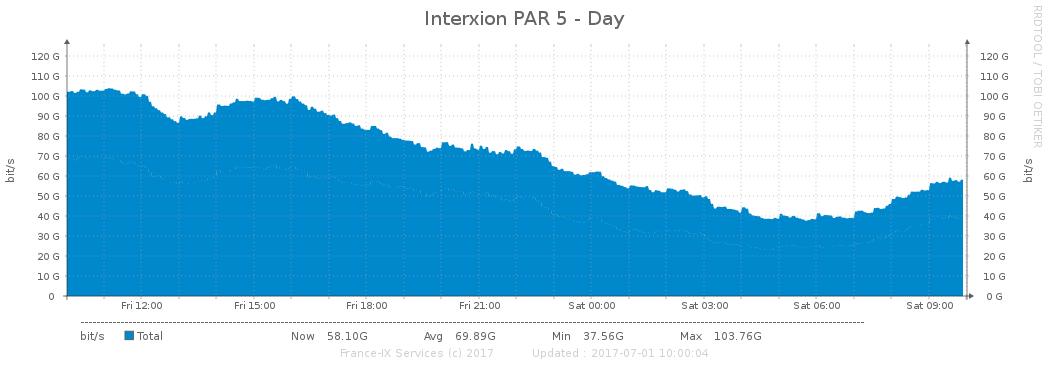 Interxion PAR 5 - Day
RRDTOOL / TOBI OETIKER
bit/s
120 G
110 G
100 G
90 G
80 G
70 G
60 G
50 G
40 G
30 G
20 G
10 G
0
120 G
110 G
100 G
90 G
80 G
70 G
60 G
50 G
40 G
30 G
20 G
10 G
0 G
bit/s
Fri 12:00 Fri 15:00 Fri 18:00 Fri 21:00 Sat 00:00 Sat 03:00 Sat 06:00 Sat 09:00
bit/s Total Now 58.10G Avg 69.89G Min 37.56G Max 103.76G
France-IX Services (c) 2017 Updated : 2017-07-01 10:00:04